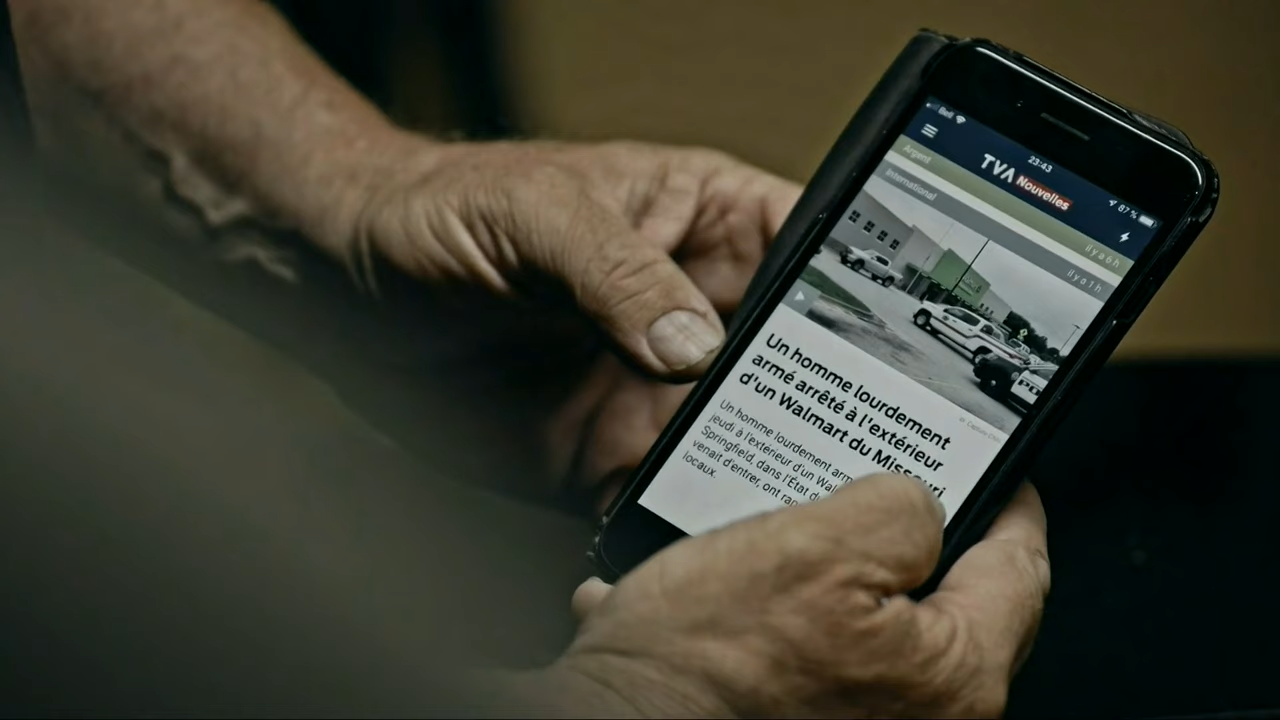 Bell
23:43
87 %
TVA Nouvelles
Argent
il y a 6 h
International
il y a 1 h
Un homme lourdement
armé arrêté à l'extérieur
d'un Walmart du Missouri
Un homme lourdement arm
jeudi à l'extérieur d'un Wal
Springfield, dans l'État d
venait d'entrer, ont ra
locaux.